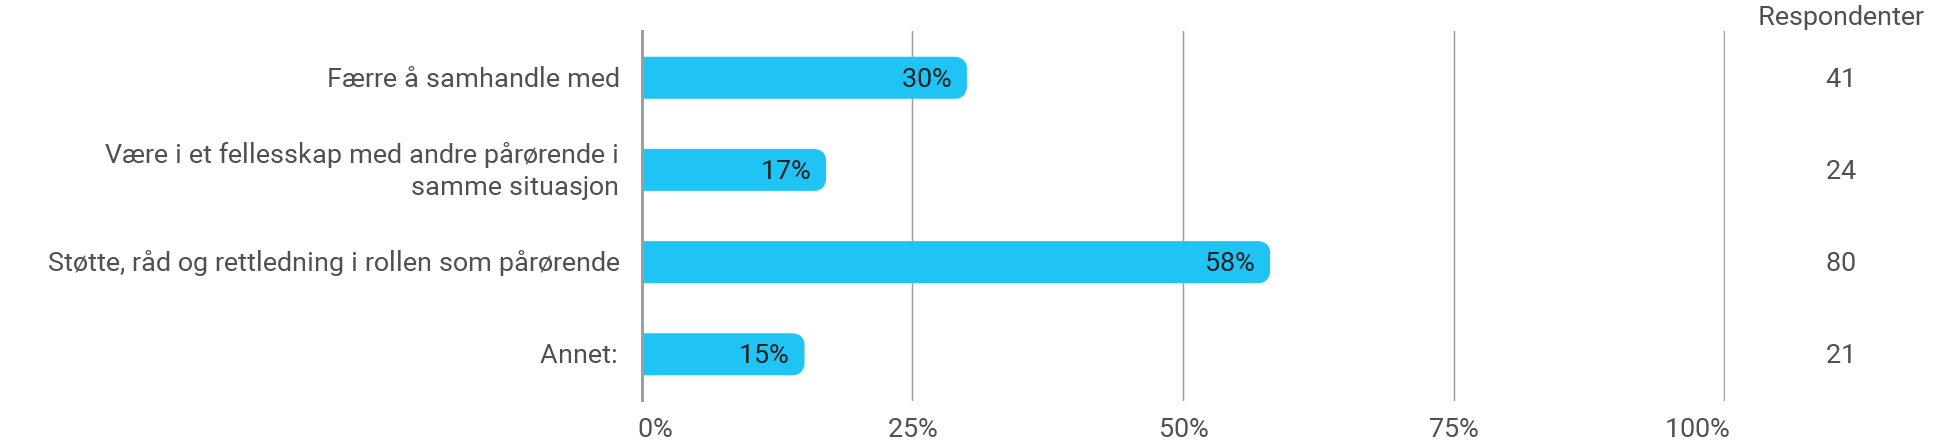 Respondenter
Færre å samhandle med
30%
41
Være i et fellesskap med andre pårørende i
samme situasjon
17%
24
Støtte, råd og rettledning i rollen som pårørende
58%
80
Annet:
15%
21
0%
25%
50%
75%
100%